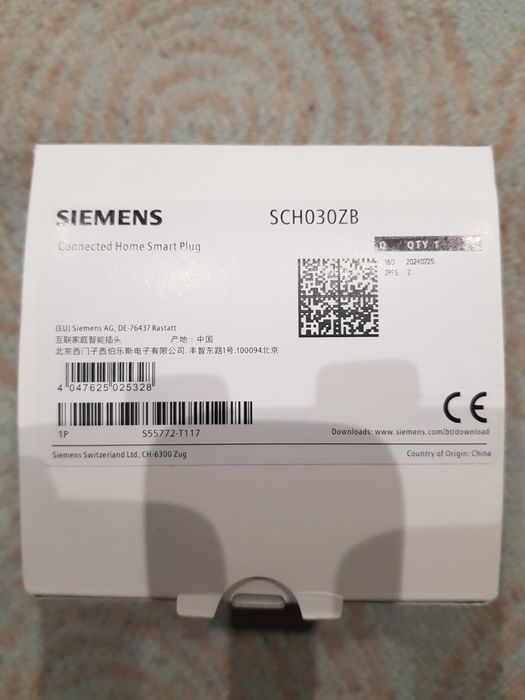 SIEMENS
SCH030ZB
Connected Home Smart Plug
Q QTY 1
160 20240725
2PFS Z
(EU) Siemens AG, DE-76437 Rastatt
互联家庭智能插头 产地: 中国
北京西门子西伯乐斯电子有限公司. 丰智东路1号.100094北京
4 047625 025328
1P S55772-T117
CE
Downloads: www.siemens.com/bt/download
Siemens Switzerland Ltd, CH-6300 Zug
Country of Origin: China